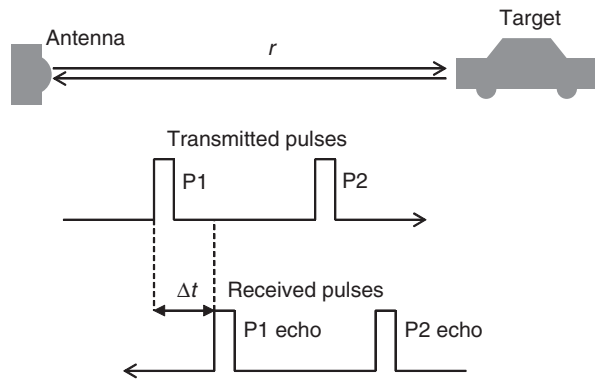 Target
Antenna
r
Transmitted pulses
P1
P2
Δt
Received pulses
P1 echo
P2 echo